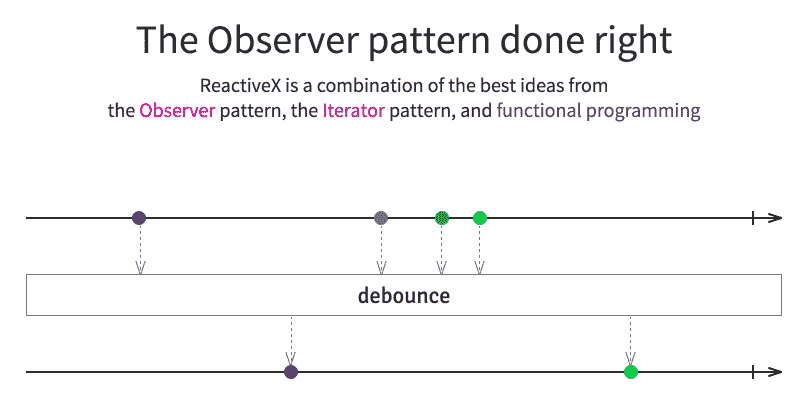 The Observer pattern done right
ReactiveX is a combination of the best ideas from
the Observer pattern, the Iterator pattern, and functional programming
debounce